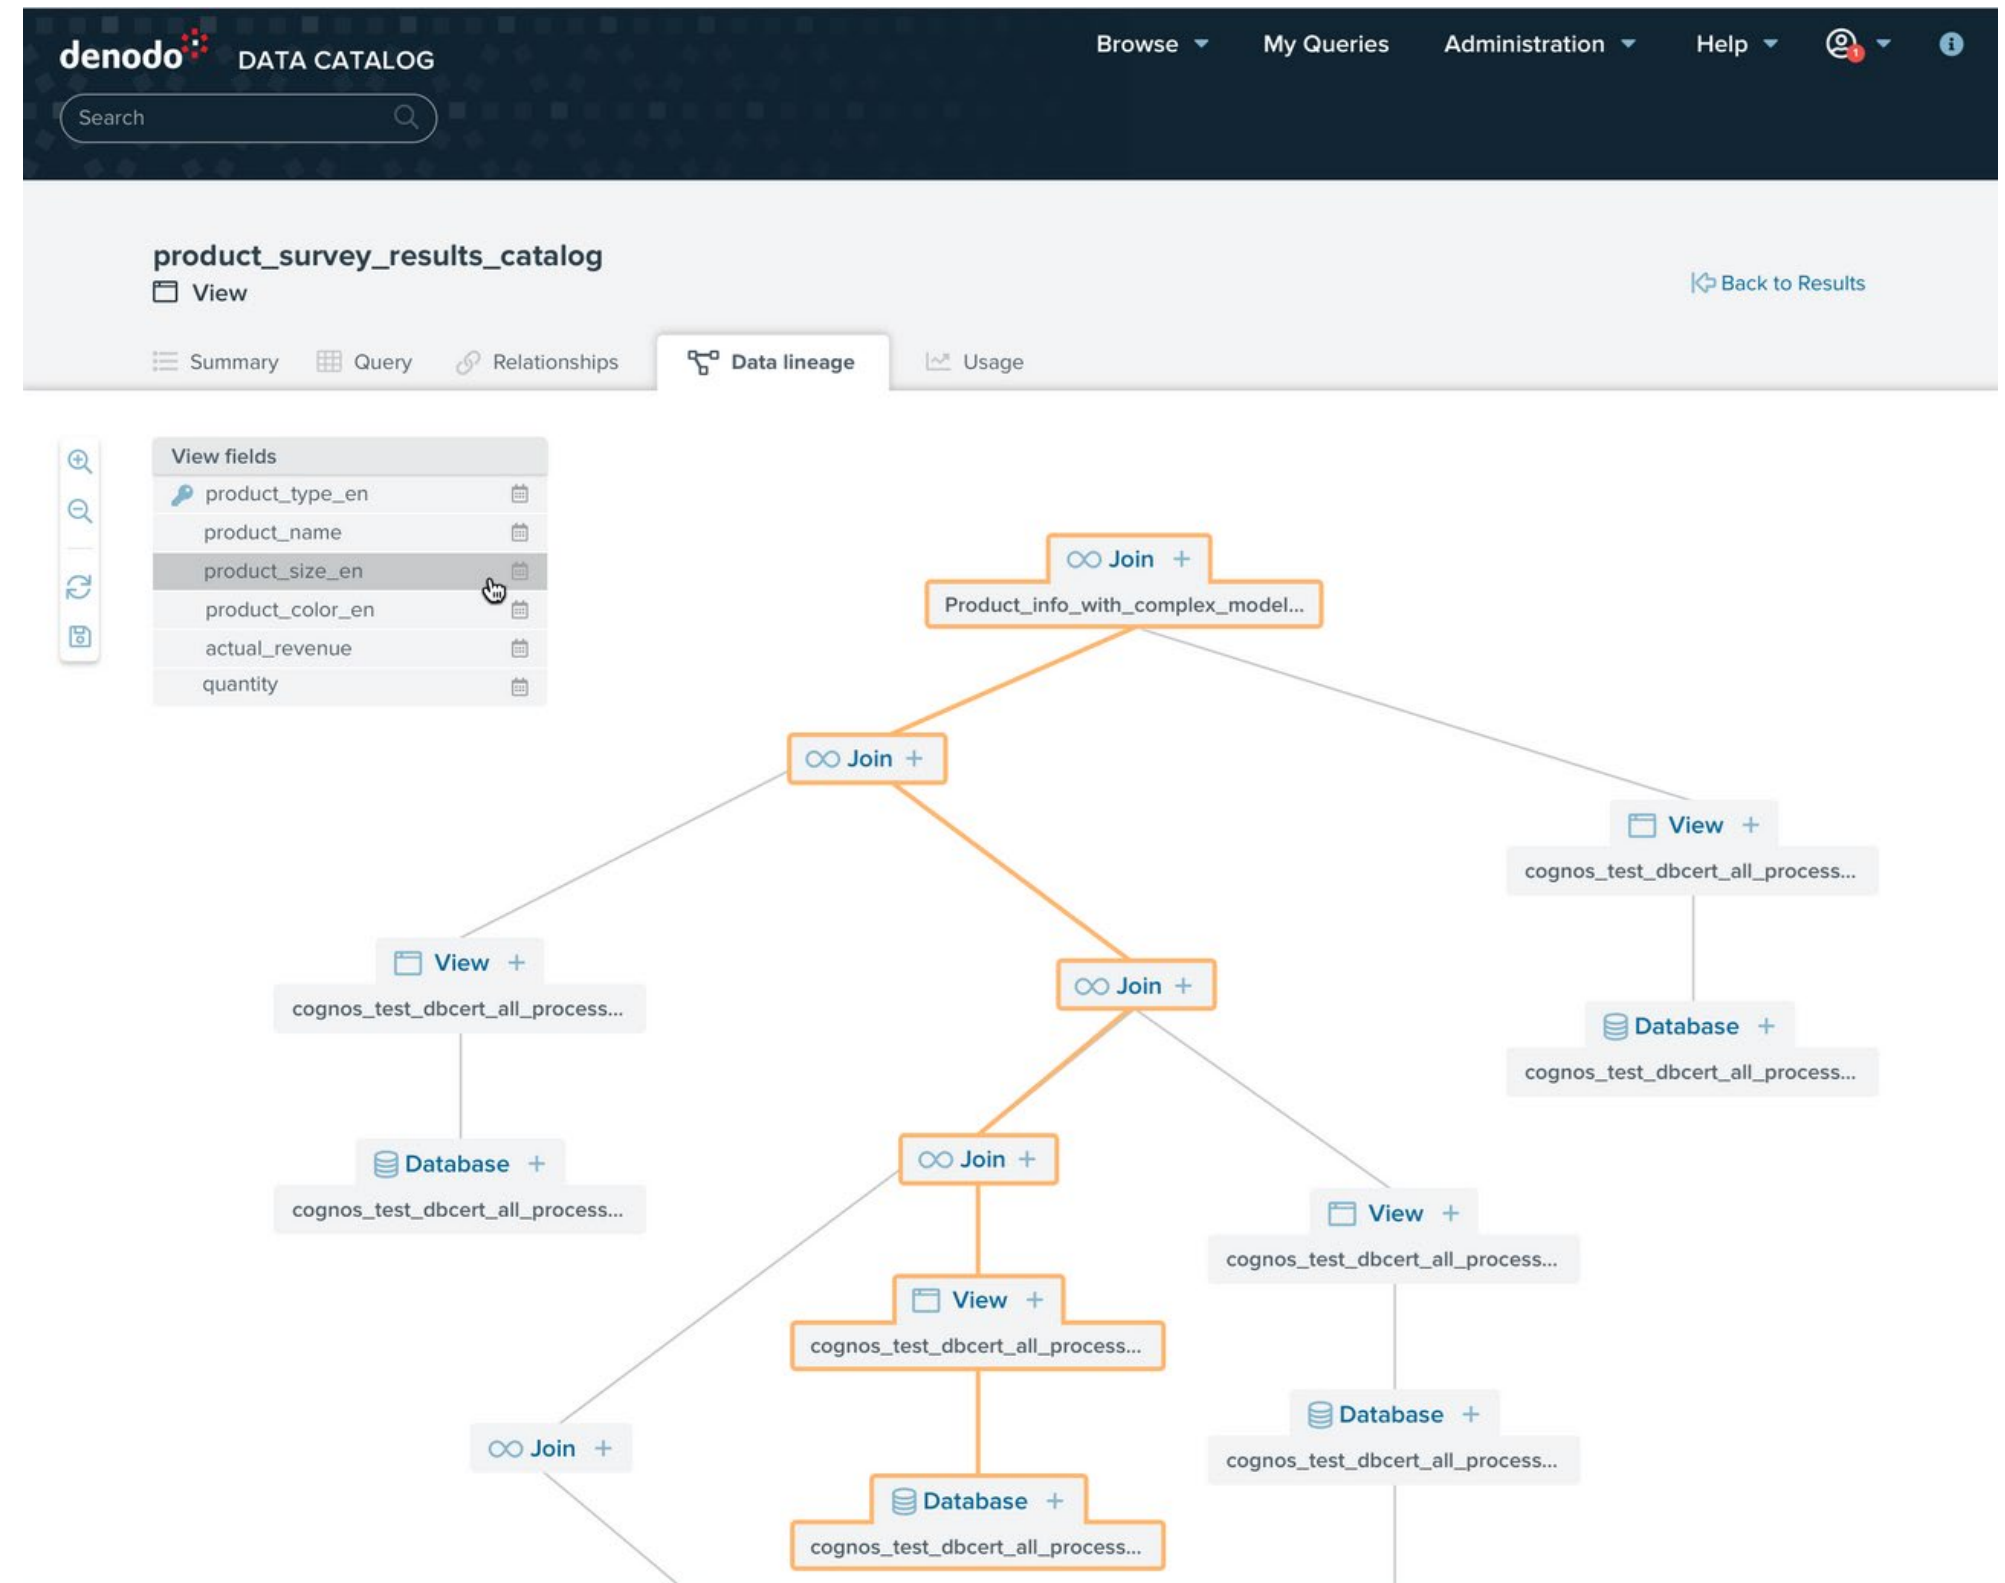 denodo DATA CATALOG
Browse My Queries Administration Help 1 i
Search
product_survey_results_catalog
View
Back to Results
Summary Query Relationships Data lineage Usage
View fields
product_type_en
product_name
product_size_en
product_color_en
actual_revenue
quantity
Join +
Product_info_with_complex_model...
Join +
View +
cognos_test_dbcert_all_process...
View +
cognos_test_dbcert_all_process...
Join +
Database +
cognos_test_dbcert_all_process...
Database +
cognos_test_dbcert_all_process...
Join +
View +
cognos_test_dbcert_all_process...
View +
cognos_test_dbcert_all_process...
Database +
cognos_test_dbcert_all_process...
Join +
Database +
cognos_test_dbcert_all_process...